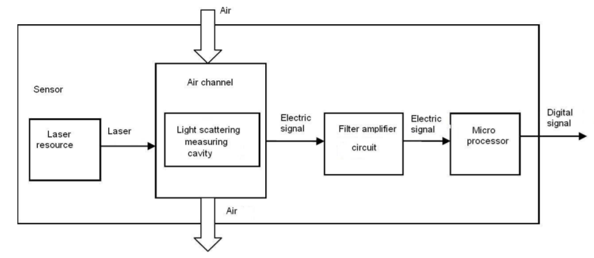 Air
Sensor
Air channel
Laser
resource
Laser
Light scattering
measuring
cavity
Electric
signal
Filter amplifier
circuit
Electric
signal
Micro
processor
Digital
signal
Air